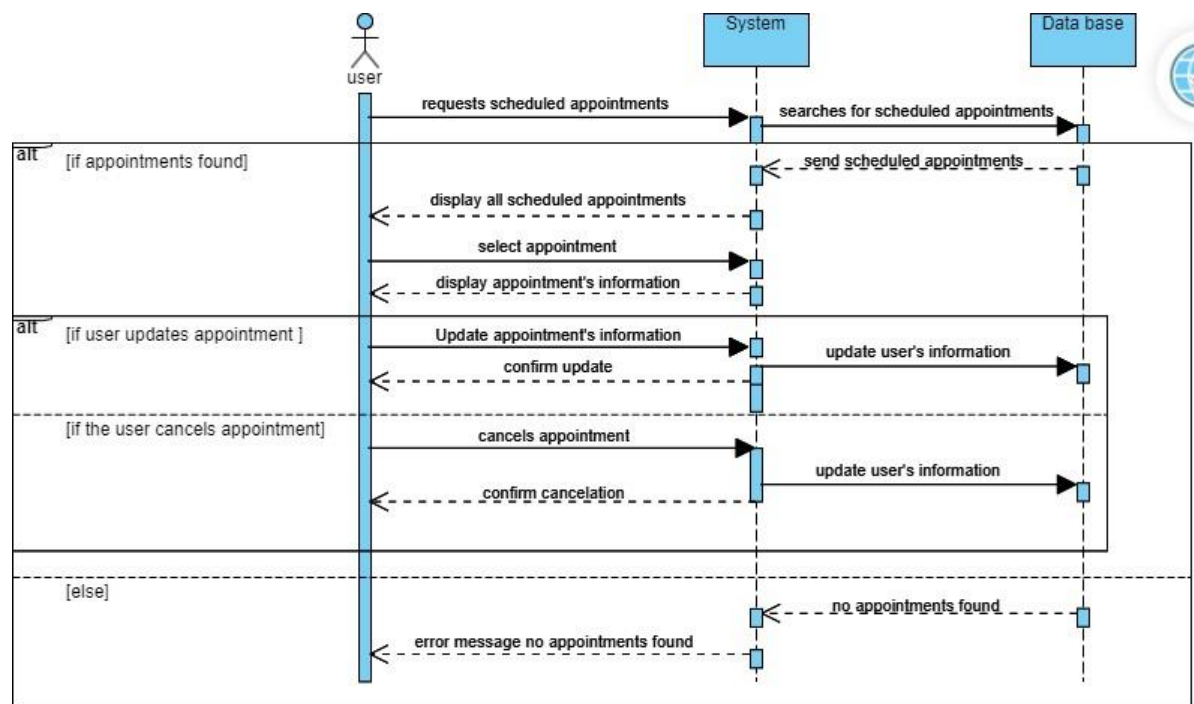 System
Data base
user
requests scheduled appointments
searches for scheduled appointments
alt
[if appointments found]
send scheduled appointments
display all scheduled appointments
select appointment
display appointment's information
alt
[if user updates appointment ]
Update appointment's information
update user's information
confirm update
[if the user cancels appointment]
cancels appointment
update user's information
confirm cancelation
[else]
no appointments found
error message no appointments found